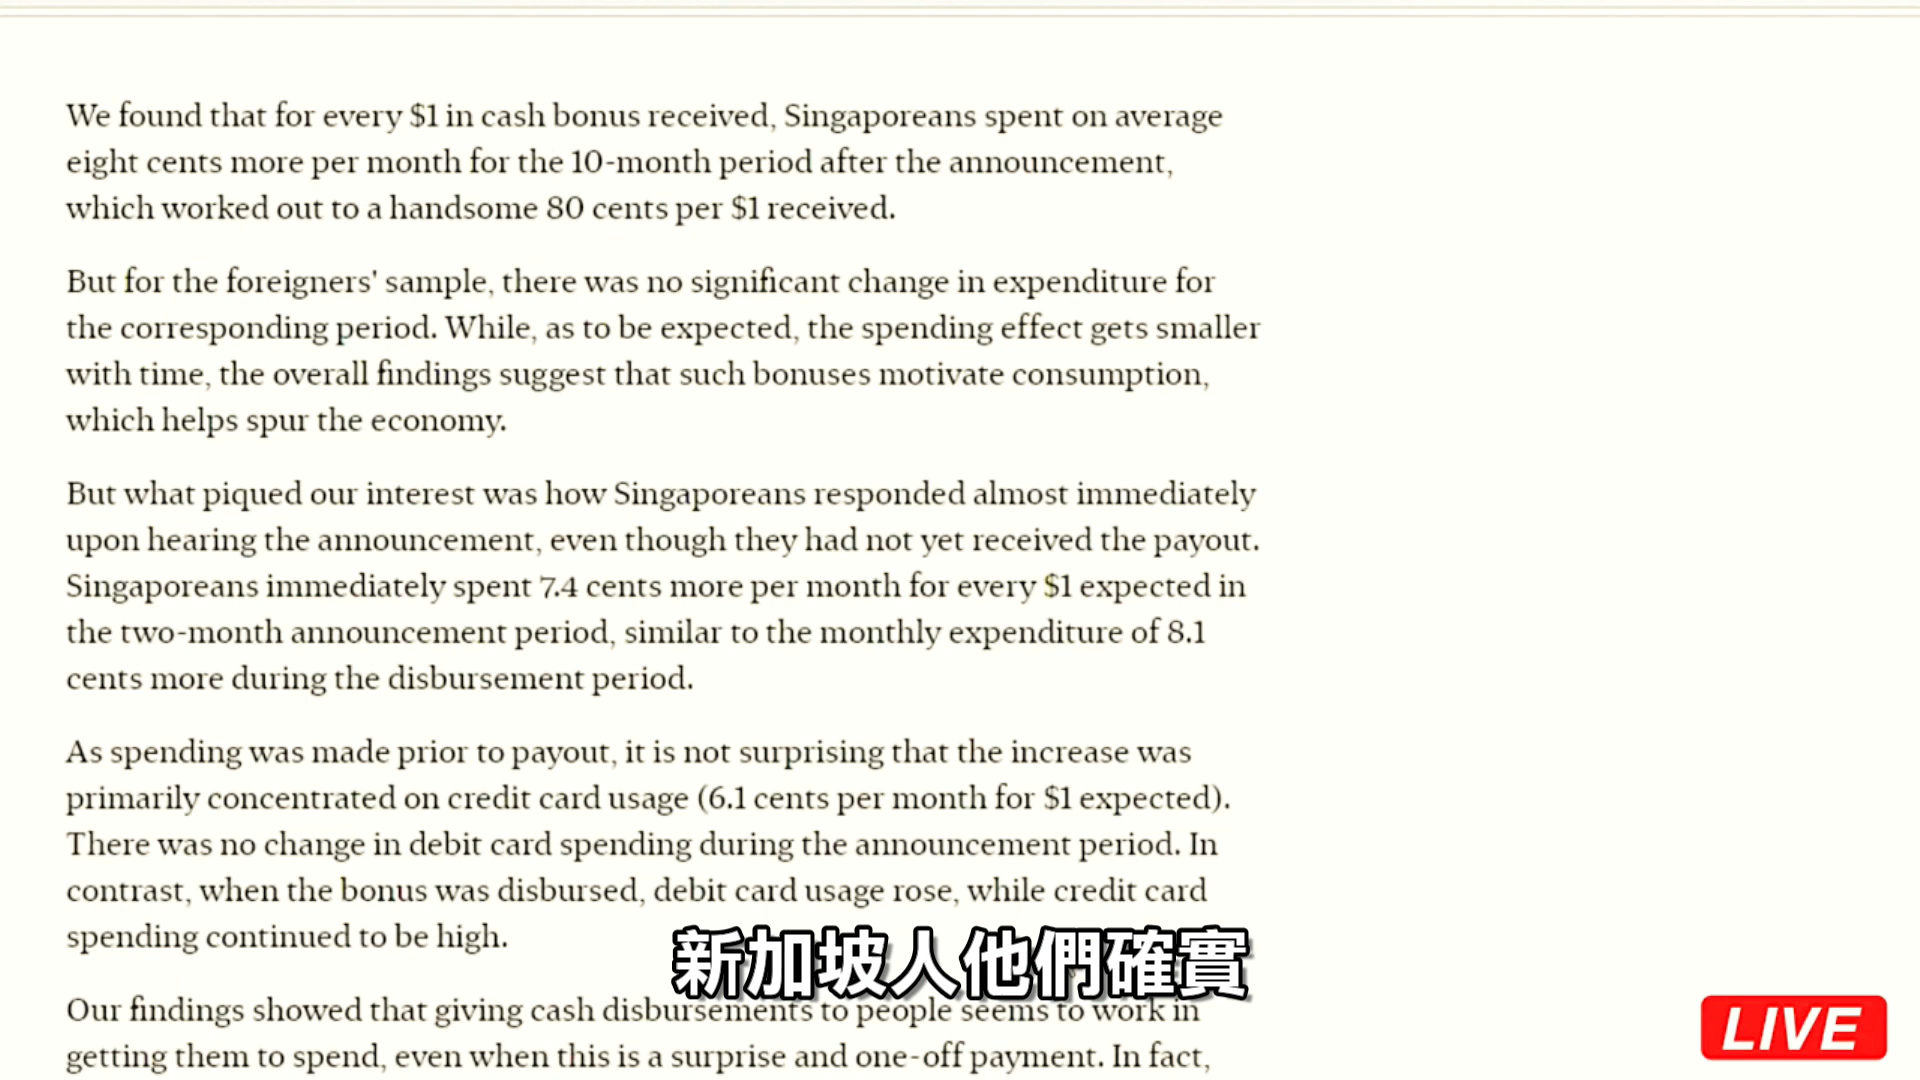 We found that for every $1 in cash bonus received, Singaporeans spent on average
eight cents more per month for the 10-month period after the announcement,
which worked out to a handsome 80 cents per $1 received.
But for the foreigners' sample, there was no significant change in expenditure for
the corresponding period. While, as to be expected, the spending effect gets smaller
with time, the overall findings suggest that such bonuses motivate consumption,
which helps spur the economy.
But what piqued our interest was how Singaporeans responded almost immediately
upon hearing the announcement, even though they had not yet received the payout.
Singaporeans immediately spent 7.4 cents more per month for every $1 expected in
the two-month announcement period, similar to the monthly expenditure of 8.1
cents more during the disbursement period.
As spending was made prior to payout, it is not surprising that the increase was
primarily concentrated on credit card usage (6.1 cents per month for $1 expected).
There was no change in debit card spending during the announcement period. In
contrast, when the bonus was disbursed, debit card usage rose, while credit card
spending continued to be high.
新加坡人他們確實
Our findings showed that giving cash disbursements to people seems to work in
getting them to spend, even when this is a surprise and one-off payment. In fact,
LIVE